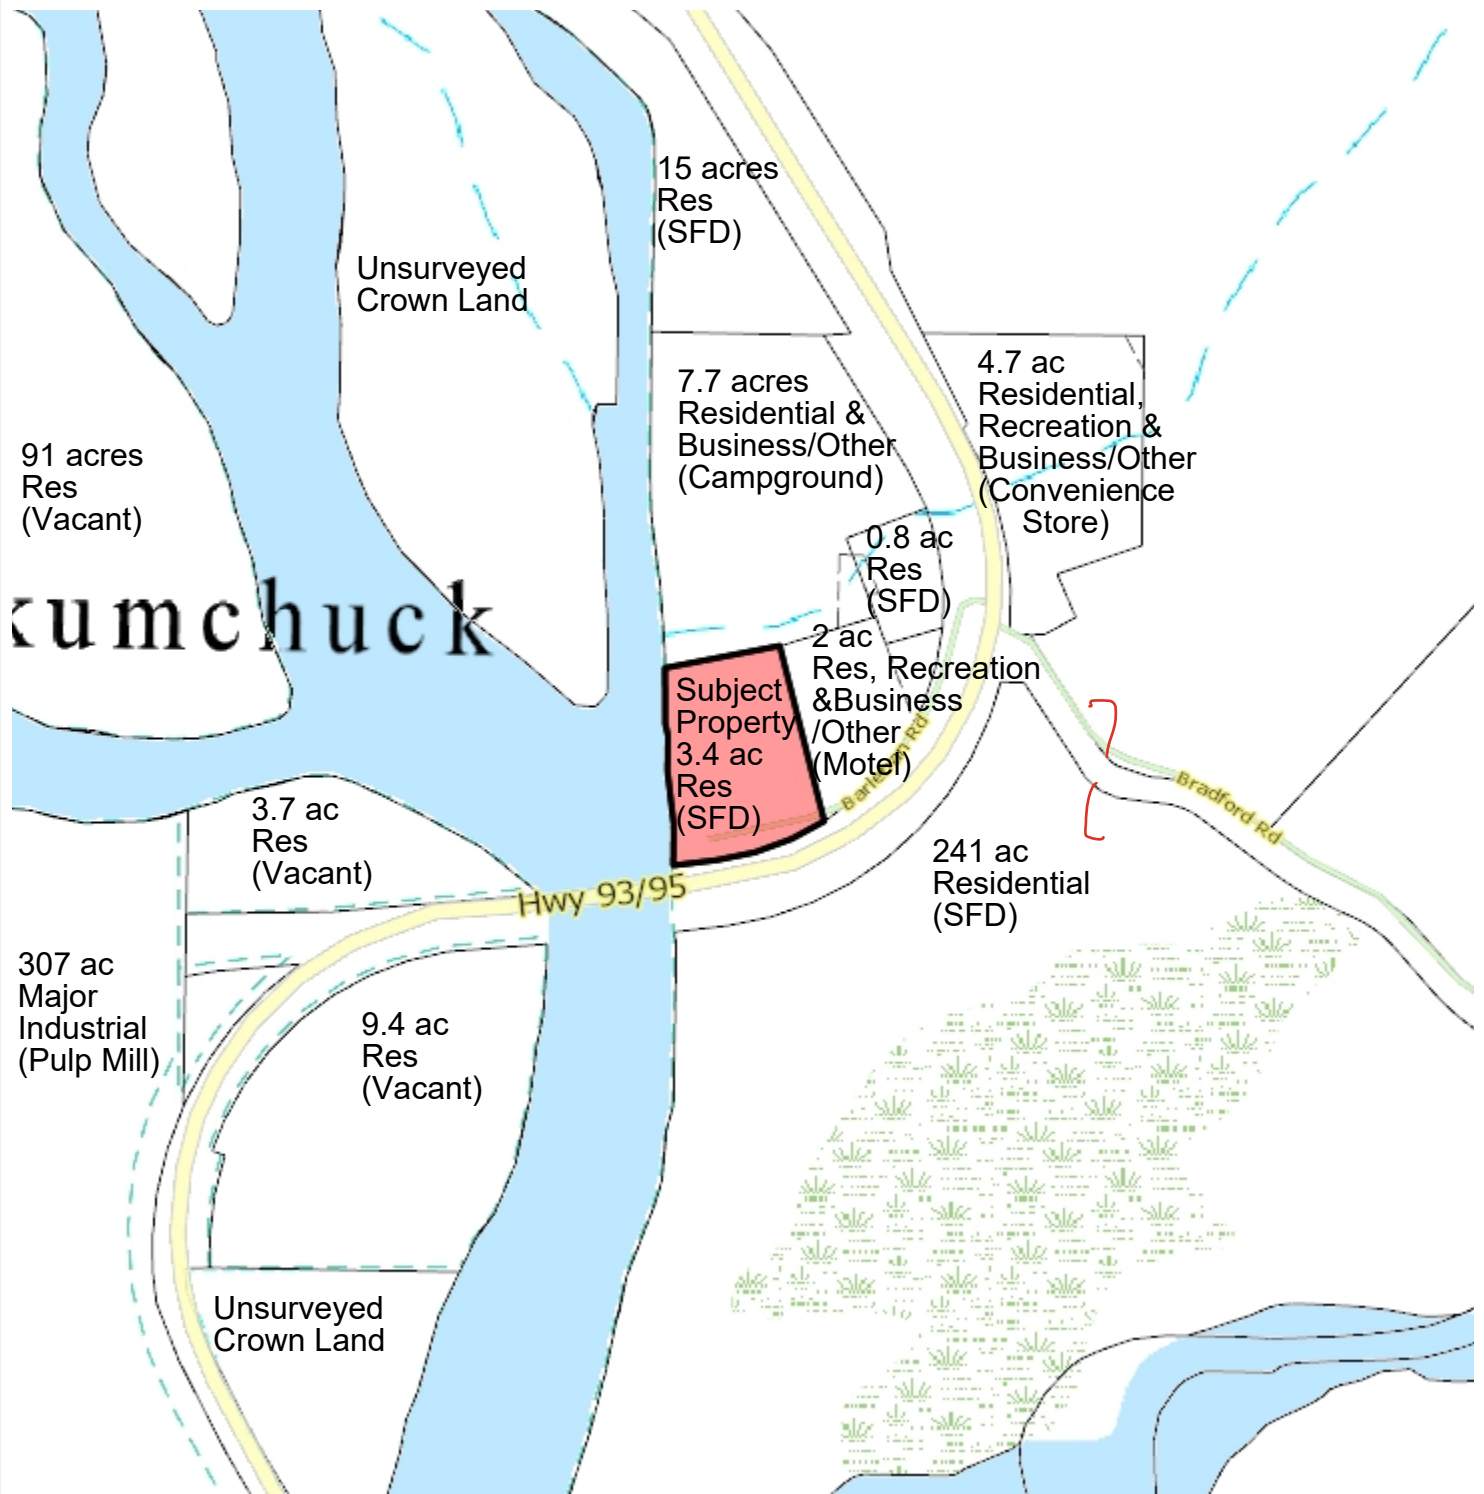 15 acres
Res
(SFD)
Unsurveyed
Crown Land
4.7 ac
Residential,
Recreation &
Business/Other
(Convenience
Store)
7.7 acres
Residential &
Business/Other
(Campground)
91 acres
Res
(Vacant)
0.8 ac
Res
(SFD)
kumchuck
2 ac
Res, Recreation
&Business
/Other
(Motel)
Subject
Property
3.4 ac
Res
(SFD)
Bradford Rd
3.7 ac
Res
(Vacant)
241 ac
Residential
(SFD)
Hwy 93/95
307 ac
Major
Industrial
(Pulp Mill)
9.4 ac
Res
(Vacant)
Unsurveyed
Crown Land